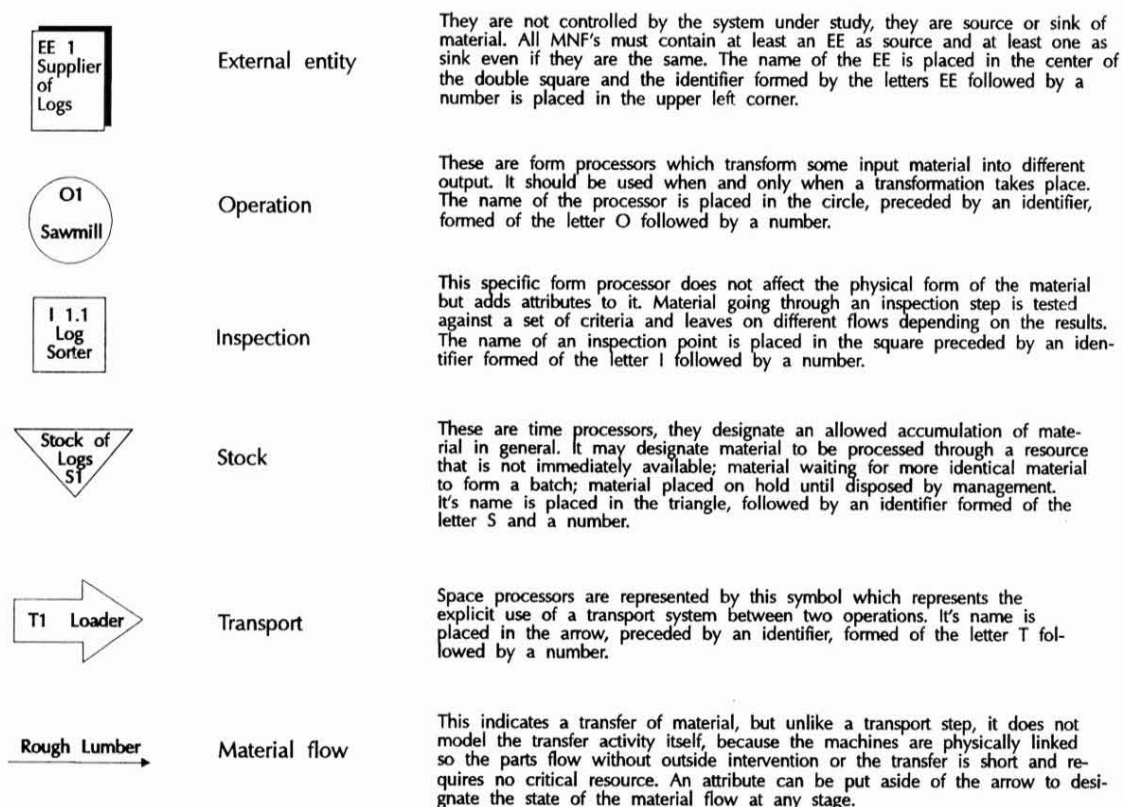 EE 1
Supplier
of
Logs
External entity
They are not controlled by the system under study, they are source or sink of
material. All MNF's must contain at least an EE as source and at least one as
sink even if they are the same. The name of the EE is placed in the center of
the double square and the identifier formed by the letters EE followed by a
number is placed in the upper left corner.
O1
Sawmill
Operation
These are form processors which transform some input material into different
output. It should be used when and only when a transformation takes place.
The name of the processor is placed in the circle, preceded by an identifier,
formed of the letter O followed by a number.
I 1.1
Log
Sorter
Inspection
This specific form processor does not affect the physical form of the material
but adds attributes to it. Material going through an inspection step is tested
against a set of criteria and leaves on different flows depending on the results.
The name of an inspection point is placed in the square preceded by an iden-
tifier formed of the letter I followed by a number.
Stock of
Logs
S1
Stock
These are time processors, they designate an allowed accumulation of mate-
rial in general. It may designate material to be processed through a resource
that is not immediately available; material waiting for more identical material
to form a batch; material placed on hold until disposed by management.
It's name is placed in the triangle, followed by an identifier formed of the
letter S and a number.
T1 Loader
Transport
Space processors are represented by this symbol which represents the
explicit use of a transport system between two operations. It's name is
placed in the arrow, preceded by an identifier, formed of the letter T fol-
lowed by a number.
Rough Lumber
Material flow
This indicates a transfer of material, but unlike a transport step, it does not
model the transfer activity itself, because the machines are physically linked
so the parts flow without outside intervention or the transfer is short and re-
quires no critical resource. An attribute can be put aside of the arrow to desi-
gnate the state of the material flow at any stage.